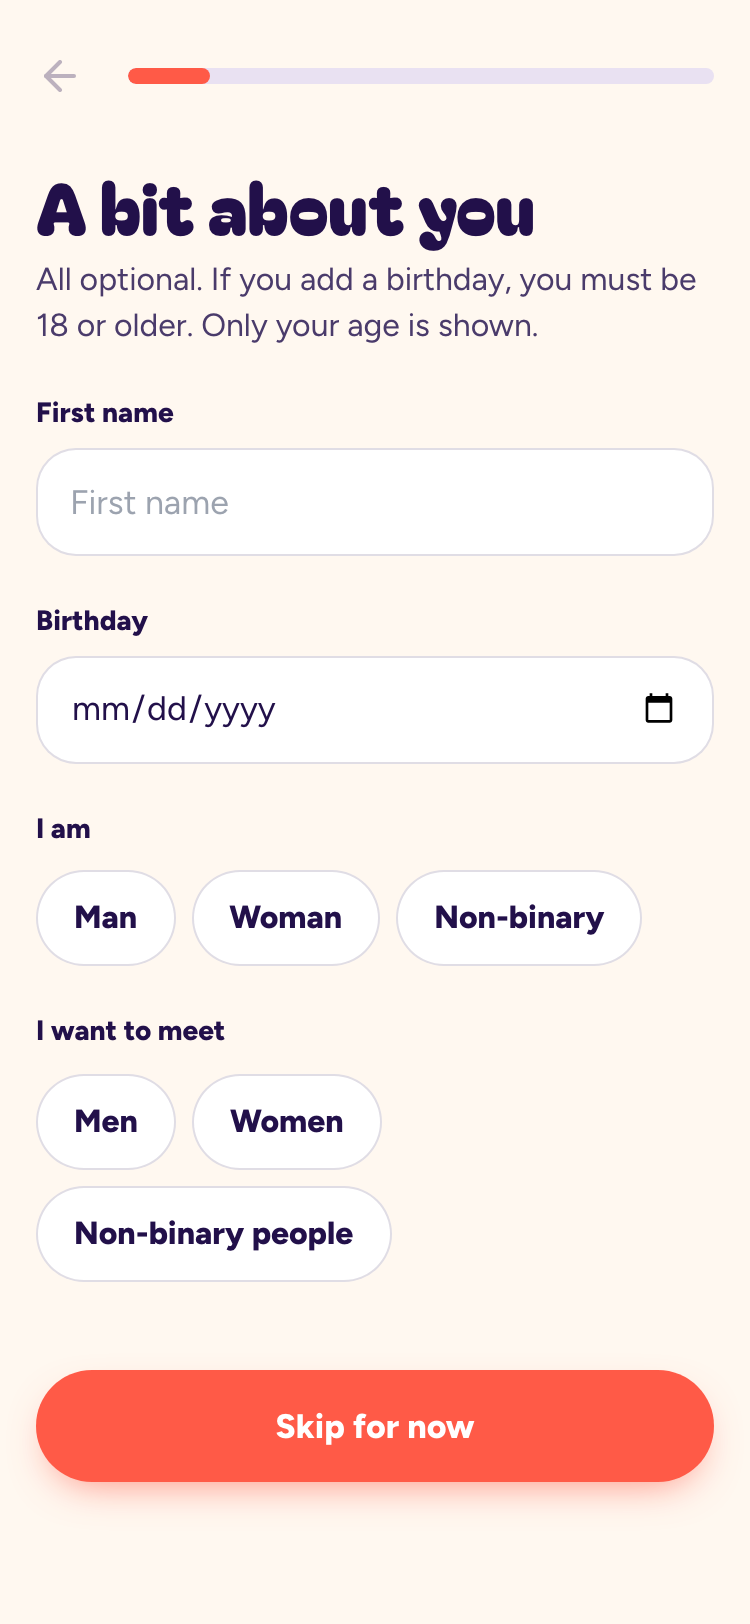 A bit about you
All optional. If you add a birthday, you must be
18 or older. Only your age is shown.
First name
First name
Birthday
mm/dd/yyyy
I am
Man Woman Non-binary
I want to meet
Men Women
Non-binary people
Skip for now